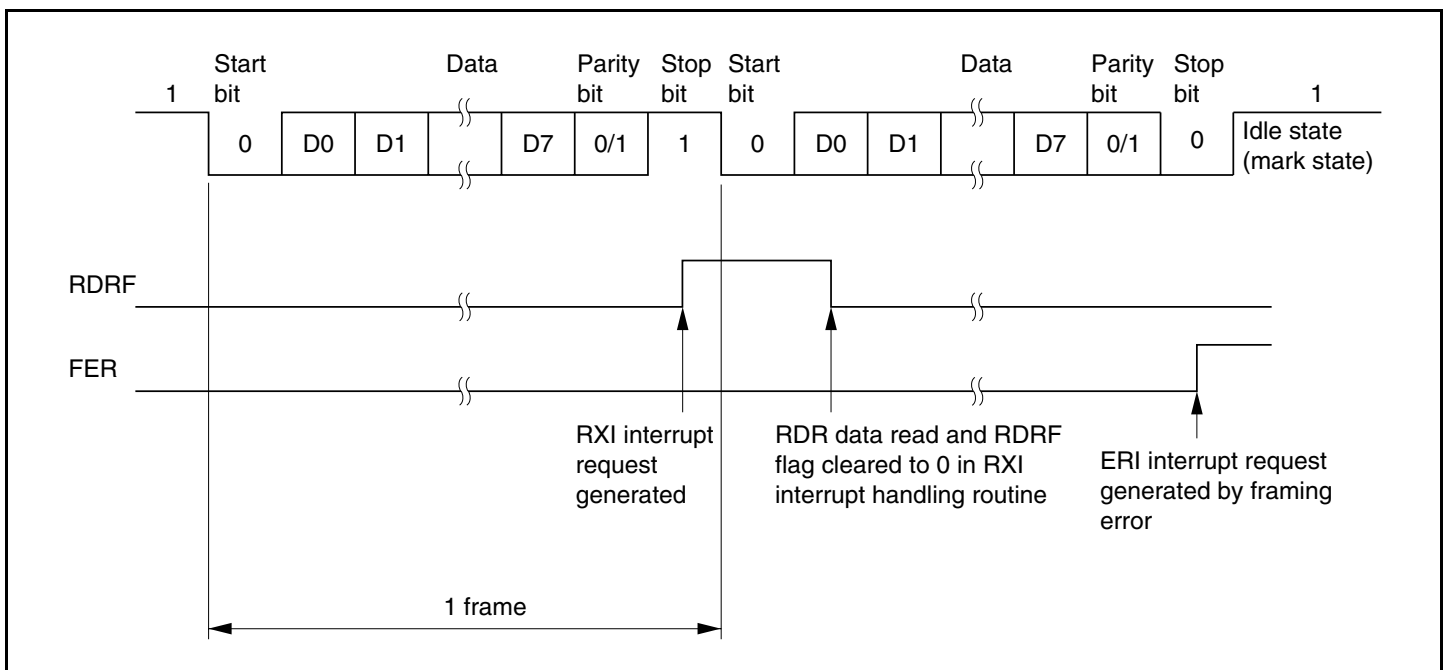 Start bit
Data
Parity bit
Stop bit
Start bit
Data
Parity bit
Stop bit
1
0
D0
D1
D7
0/1
1
0
D0
D1
D7
0/1
0
1
Idle state
(mark state)
RDRF
FER
RXI interrupt
request
generated
RDR data read and RDRF
flag cleared to 0 in RXI
interrupt handling routine
ERI interrupt request
generated by framing
error
1 frame